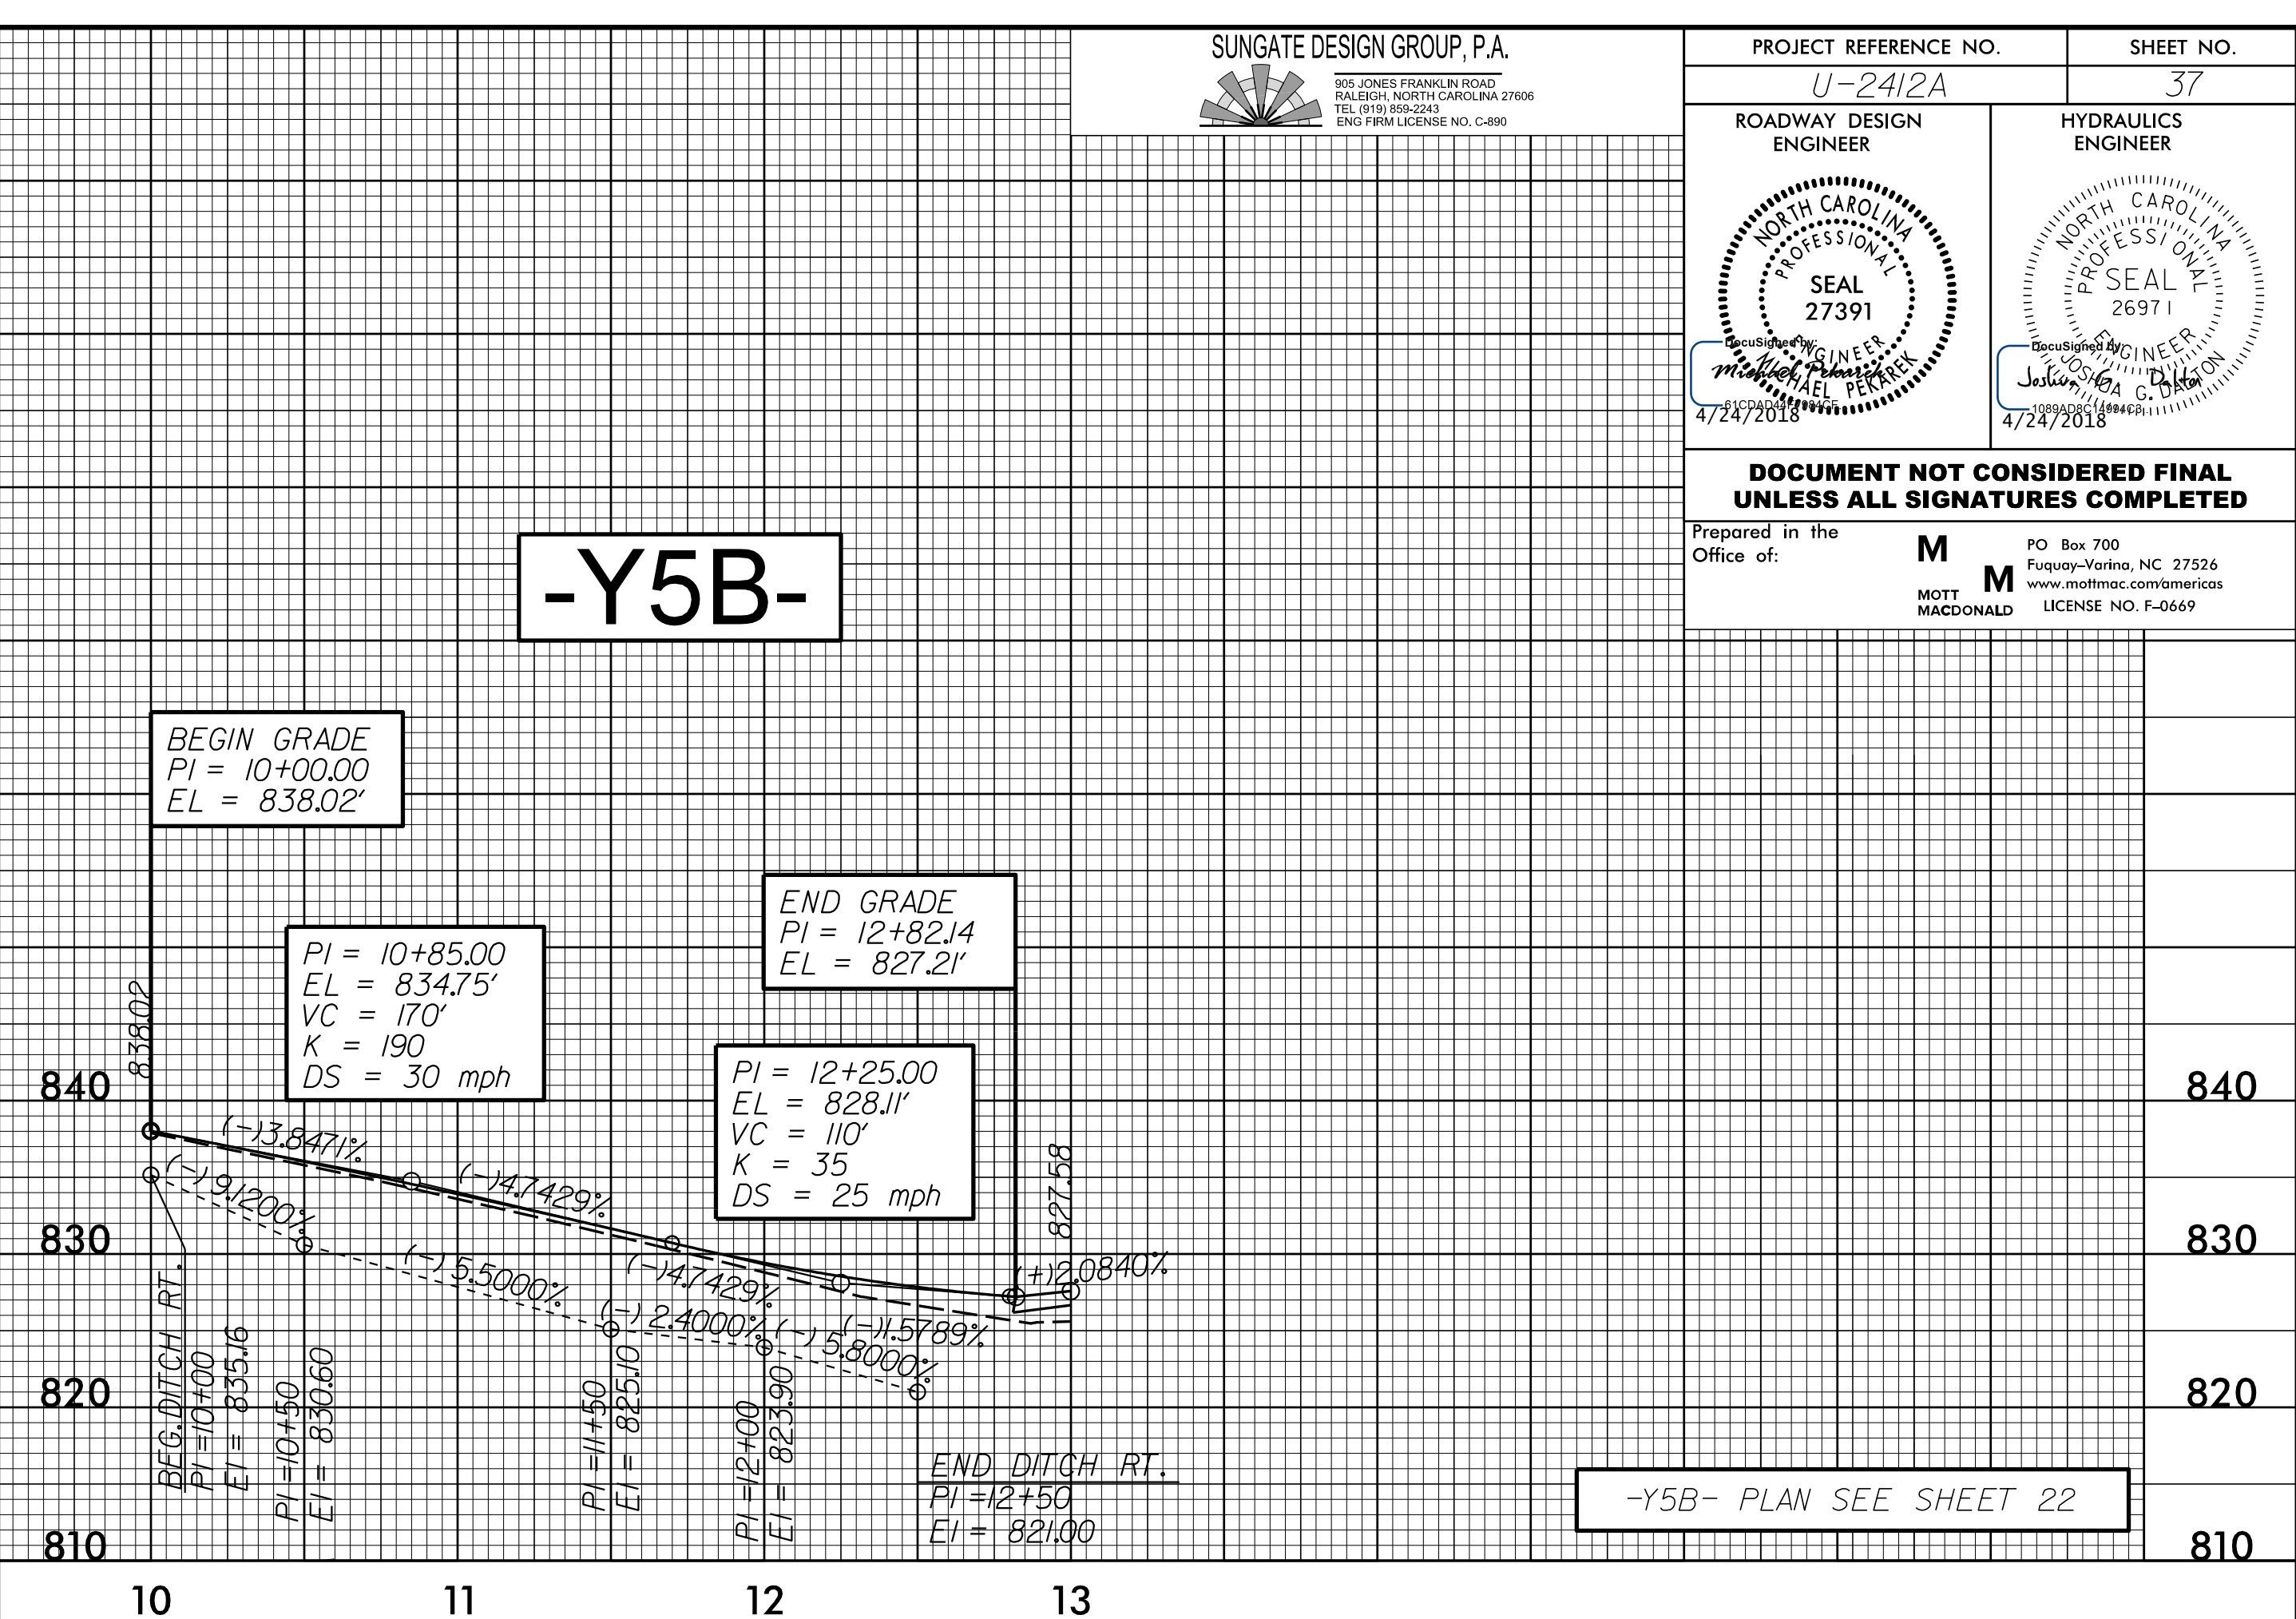 SUNGATE DESIGN GROUP, P.A.
905 JONES FRANKLIN ROAD
RALEIGH, NORTH CAROLINA 27606
TEL (919) 859-2243
ENG FIRM LICENSE NO. C-890
PROJECT REFERENCE NO.
SHEET NO.
U-2412A
37
ROADWAY DESIGN
ENGINEER
HYDRAULICS
ENGINEER
NORTH CAROLINA
PROFESSIONAL
SEAL
27391
ENGINEER
MICHAEL PEKAREK
DocuSigned by:
Michael Pekarek
4/24/2018
NORTH CAROLINA
PROFESSIONAL
SEAL
26971
ENGINEER
JOSHUA G. DALTON
DocuSigned by:
Joshua G. Dalton
1089AD8C14994C3...
4/24/2018
DOCUMENT NOT CONSIDERED FINAL
UNLESS ALL SIGNATURES COMPLETED
Prepared in the
Office of:
M
M
MOTT
MACDONALD
PO Box 700
Fuquay-Varina, NC 27526
www.mottmac.com/americas
LICENSE NO. F-0669
-Y5B-
BEGIN GRADE
PI = 10+00.00
EL = 838.02'
PI = 10+85.00
EL = 834.75'
VC = 170'
K = 190
DS = 30 mph
END GRADE
PI = 12+82.14
EL = 827.21'
PI = 12+25.00
EL = 828.11'
VC = 110'
K = 35
DS = 25 mph
838.02
827.58
840
840
830
830
820
820
810
810
(-)3.8471%
(-)4.7429%
(-)4.7429%
(-)1.5789%
(+)2.0840%
(-) 9.1200%
(-) 5.5000%
(-) 2.4000%
(-) 5.8000%
BEG. DITCH RT.
PI =10+00
El = 835.16
PI =10+50
El = 830.60
PI =11+50
El = 825.10
PI =12+00
El = 823.90
END DITCH RT.
PI =12+50
El = 821.00
-Y5B- PLAN SEE SHEET 22
10
11
12
13